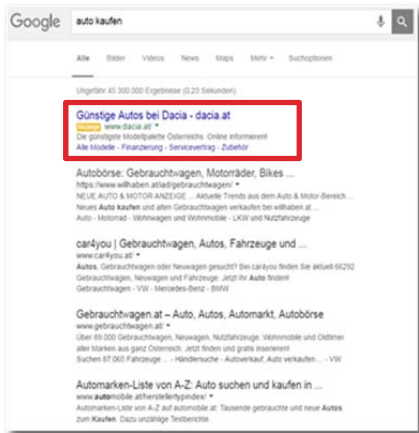 Google auto kaufen
Alle Bilder Videos News Maps Mehr Suchoptionen
Ungefähr 45 300 000 Ergebnisse (0,23 Sekunden)
Günstige Autos bei Dacia - dacia.at
Anzeige www.dacia.at/
Die günstigste Modellpalette Österreichs. Online informieren!
Alle Modelle - Finanzierung - Servicevertrag - Zubehör
Autobörse: Gebrauchtwagen, Motorräder, Bikes ...
https://www.willhaben.at/iad/gebrauchtwagen/
NEUE AUTO & MOTOR ANZEIGE ... Aktuelle Trends aus dem Auto & Motor-Bereich ...
Neues Auto kaufen und alten Gebrauchtwagen verkaufen bei willhaben.at. ...
Auto - Motorrad - Wohnwagen und Wohnmobile - LKW und Nutzfahrzeuge
car4you | Gebrauchtwagen, Autos, Fahrzeuge und ...
www.car4you.at/
Autos, Gebrauchtwagen oder Neuwagen gesucht? Bei car4you finden Sie aktuell 66292
Gebrauchtwagen, Neuwagen und Fahrzeuge. Jetzt Ihr Auto finden!
Gebrauchtwagen - VW - Mercedes-Benz - BMW
Gebrauchtwagen.at – Auto, Autos, Automarkt, Autobörse
www.gebrauchtwagen.at/
Über 89.000 Gebrauchtwagen, Neuwagen, Nutzfahrzeuge, Wohnmobile und Oldtimer
aller Marken aus ganz Österreich. Jetzt finden und gratis inserieren!
Suchen 87.065 Fahrzeuge ... - Händlersuche - Autoverkauf, Auto verkaufen ... - VW
Automarken-Liste von A-Z: Auto suchen und kaufen in ...
www.automobile.at/herstellertypindex/
Automarken-Liste von A-Z auf automobile.at: Tausende gebrauchte und neue Autos
zum Kaufen. Dazu unzählige Testberichte.